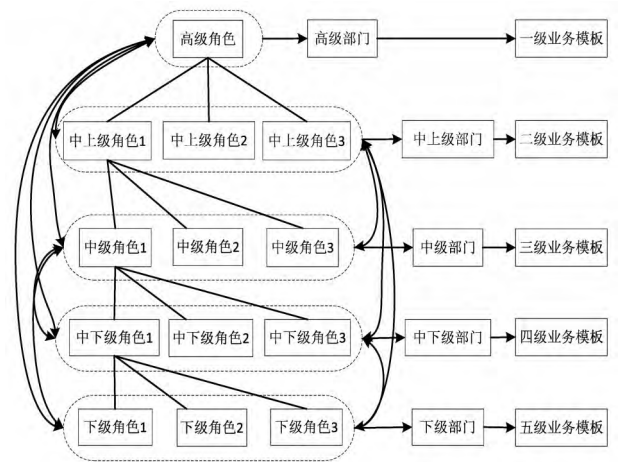 高级角色
高级部门
一级业务模板
中上级角色1
中上级角色2
中上级角色3
中上级部门
二级业务模板
中级角色1
中级角色2
中级角色3
中级部门
三级业务模板
中下级角色1
中下级角色2
中下级角色3
中下级部门
四级业务模板
下级角色1
下级角色2
下级角色3
下级部门
五级业务模板